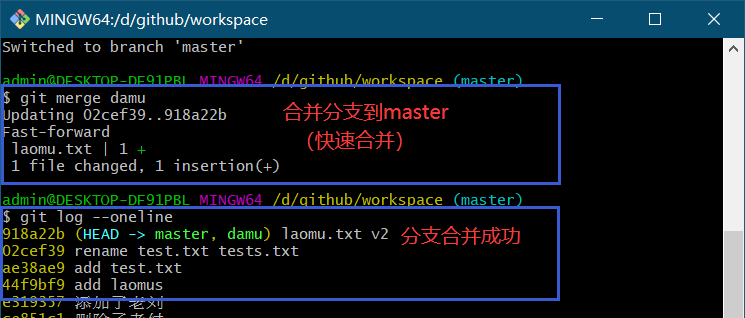 MINGW64:/d/github/workspace
Switched to branch 'master'
admin@DESKTOP-DF91PBL MINGW64 /d/github/workspace (master)
$ git merge damu
Updating 02cef39..918a22b
Fast-forward
laomu.txt | 1 +
1 file changed, 1 insertion(+)
合并分支到master
（快速合并）
admin@DESKTOP-DF91PBL MINGW64 /d/github/workspace (master)
$ git log --oneline
918a22b (HEAD -> master, damu) laomu.txt v2
分支合并成功
02cef39 rename test.txt tests.txt
ae38ae9 add test.txt
44f9bf9 add laomus
e319357 添加了老刘